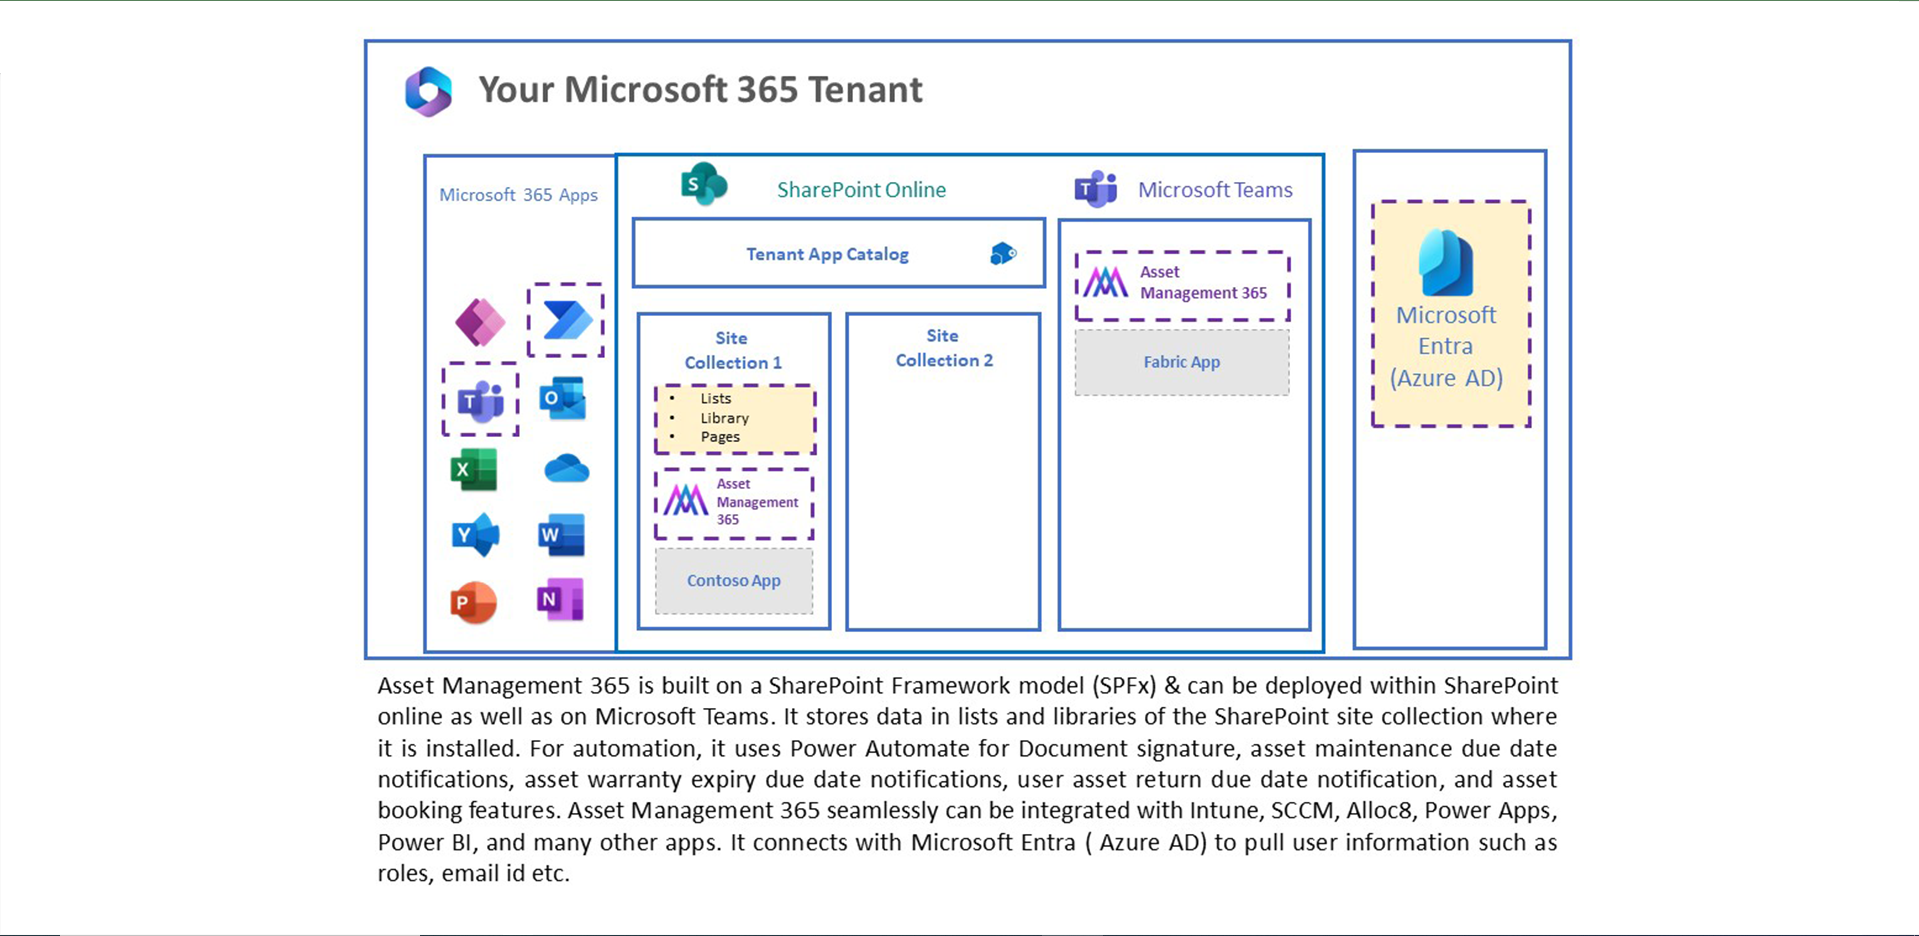 Your Microsoft 365 Tenant
Microsoft 365 Apps
T
O
X
Y
W
P
N
S
SharePoint Online
Tenant App Catalog
Site
Collection 1
• Lists
• Library
• Pages
Asset
Management
365
Contoso App
Site
Collection 2
T
Microsoft Teams
Asset
Management 365
Fabric App
Microsoft
Entra
(Azure AD)
Asset Management 365 is built on a SharePoint Framework model (SPFx) & can be deployed within SharePoint
online as well as on Microsoft Teams. It stores data in lists and libraries of the SharePoint site collection where
it is installed. For automation, it uses Power Automate for Document signature, asset maintenance due date
notifications, asset warranty expiry due date notifications, user asset return due date notification, and asset
booking features. Asset Management 365 seamlessly can be integrated with Intune, SCCM, Alloc8, Power Apps,
Power BI, and many other apps. It connects with Microsoft Entra ( Azure AD) to pull user information such as
roles, email id etc.